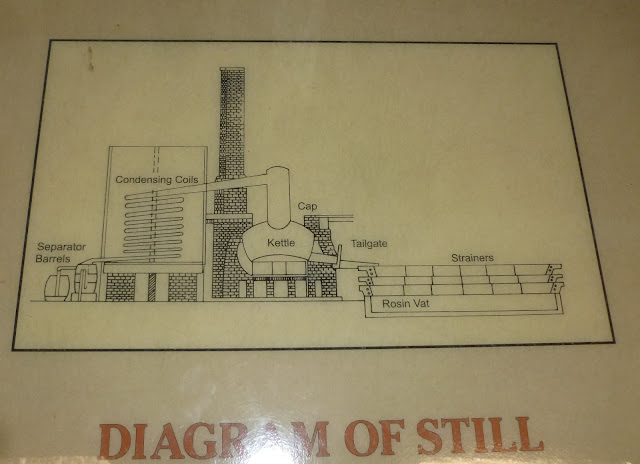 Condensing Coils
Cap
Kettle
Tailgate
Separator
Barrels
Strainers
Rosin Vat
DIAGRAM OF STILL